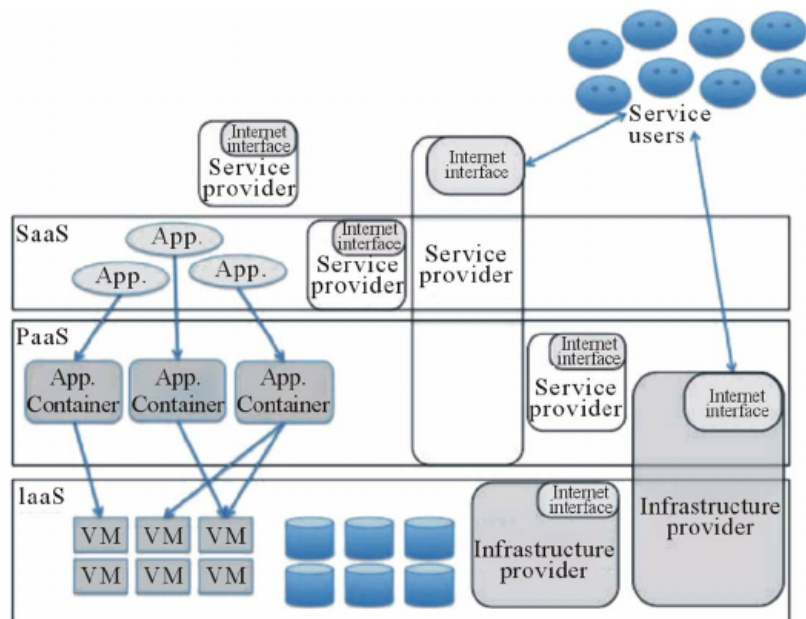 Service
users
Internet
interface
Service
provider
Internet
interface
Service
provider
SaaS
App.
App.
App.
Internet
interface
Service
provider
PaaS
App.
Container
App.
Container
App.
Container
Internet
interface
Service
provider
Internet
interface
Infrastructure
provider
IaaS
VM
VM
VM
VM
VM
VM
Internet
interface
Infrastructure
provider